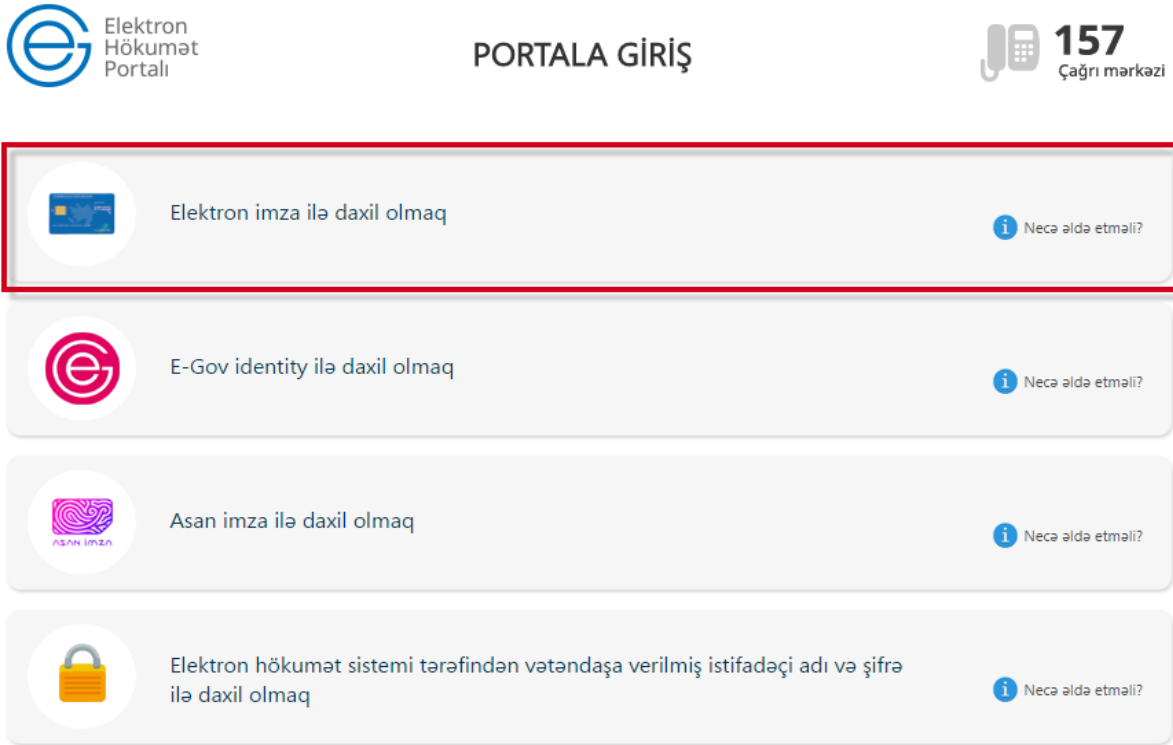 Elektron
Hökumət
Portalı
PORTALA GİRİŞ
157
Çağrı mərkəzi
Elektron imza ilə daxil olmaq
Necə əldə etməli?
E-Gov identity ilə daxil olmaq
Necə əldə etməli?
ASAN İMZA
Asan imza ilə daxil olmaq
Necə əldə etməli?
Elektron hökumət sistemi tərəfindən vətəndaşa verilmiş istifadəçi adı və şifrə
ilə daxil olmaq
Necə əldə etməli?